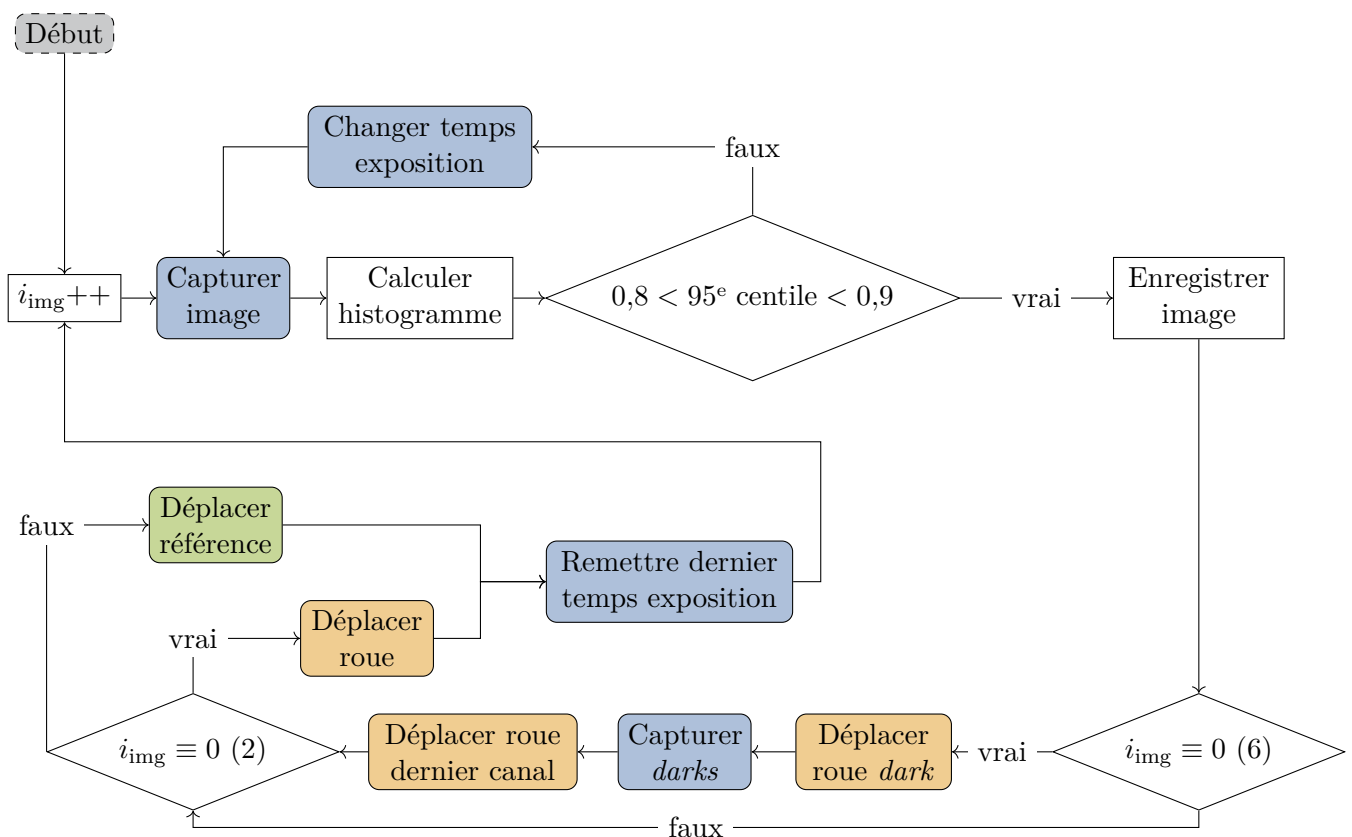 Début
Changer temps
exposition
faux
i_img++
Capturer
image
Calculer
histogramme
0,8 < 95ᵉ centile < 0,9
vrai
Enregistrer
image
faux
Déplacer
référence
Remettre dernier
temps exposition
vrai
Déplacer
roue
i_img ≡ 0 (2)
Déplacer roue
dernier canal
Capturer
darks
Déplacer
roue dark
vrai
i_img ≡ 0 (6)
faux